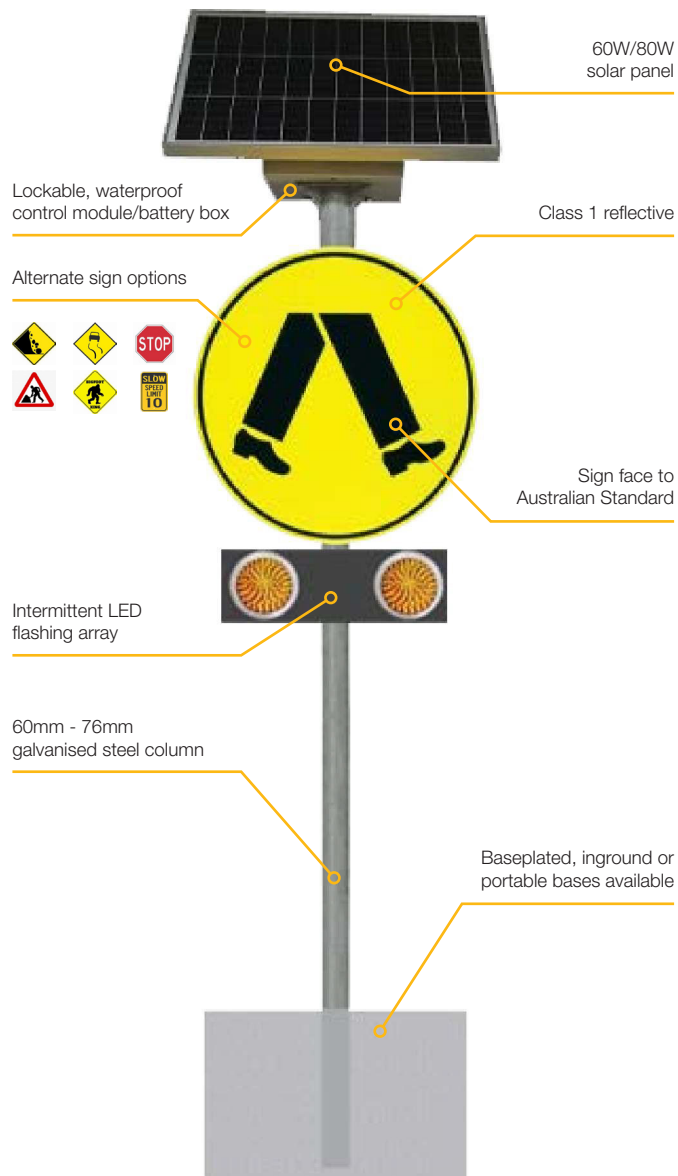 60W/80W
solar panel
Lockable, waterproof
control module/battery box
Class 1 reflective
Alternate sign options
STOP
SLOW
SPEED
LIMIT
10
Sign face to
Australian Standard
Intermittent LED
flashing array
60mm - 76mm
galvanised steel column
Baseplated, inground or
portable bases available